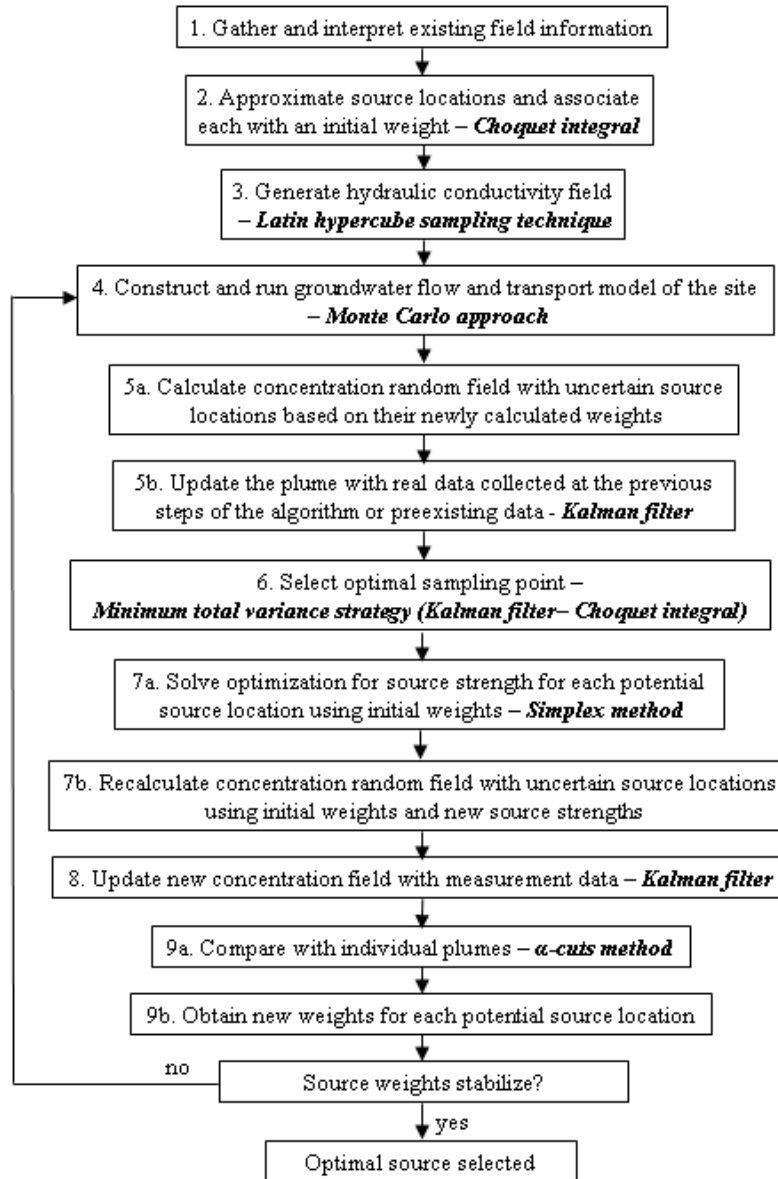 1. Gather and interpret existing field information
2. Approximate source locations and associate
each with an initial weight – Choquet integral
3. Generate hydraulic conductivity field
– Latin hypercube sampling technique
4. Construct and run groundwater flow and transport model of the site
– Monte Carlo approach
5a. Calculate concentration random field with uncertain source
locations based on their newly calculated weights
5b. Update the plume with real data collected at the previous
steps of the algorithm or preexisting data - Kalman filter
6. Select optimal sampling point –
Minimum total variance strategy (Kalman filter– Choquet integral)
7a. Solve optimization for source strength for each potential
source location using initial weights – Simplex method
7b. Recalculate concentration random field with uncertain source locations
using initial weights and new source strengths
8. Update new concentration field with measurement data – Kalman filter
9a. Compare with individual plumes – α-cuts method
9b. Obtain new weights for each potential source location
no
Source weights stabilize?
yes
Optimal source selected